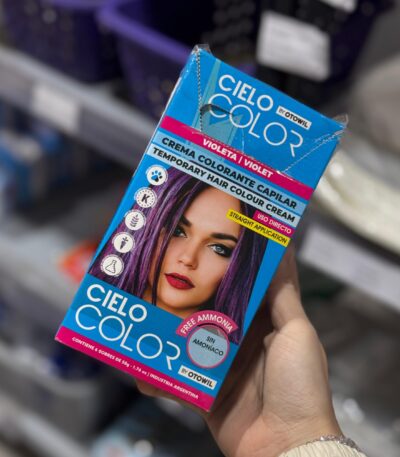 CIELO
COLOR
BY OTOWIL
VIOLETA / VIOLET
CREMA COLORANTE CAPILAR
TEMPORARY HAIR COLOUR CREAM
USO DIRECTO
STRAIGHT APPLICATION
K
CIELO
COLOR
BY OTOWIL
FREE AMMONIA
SIN
AMONÍACO
INDUSTRIA ARGENTINA